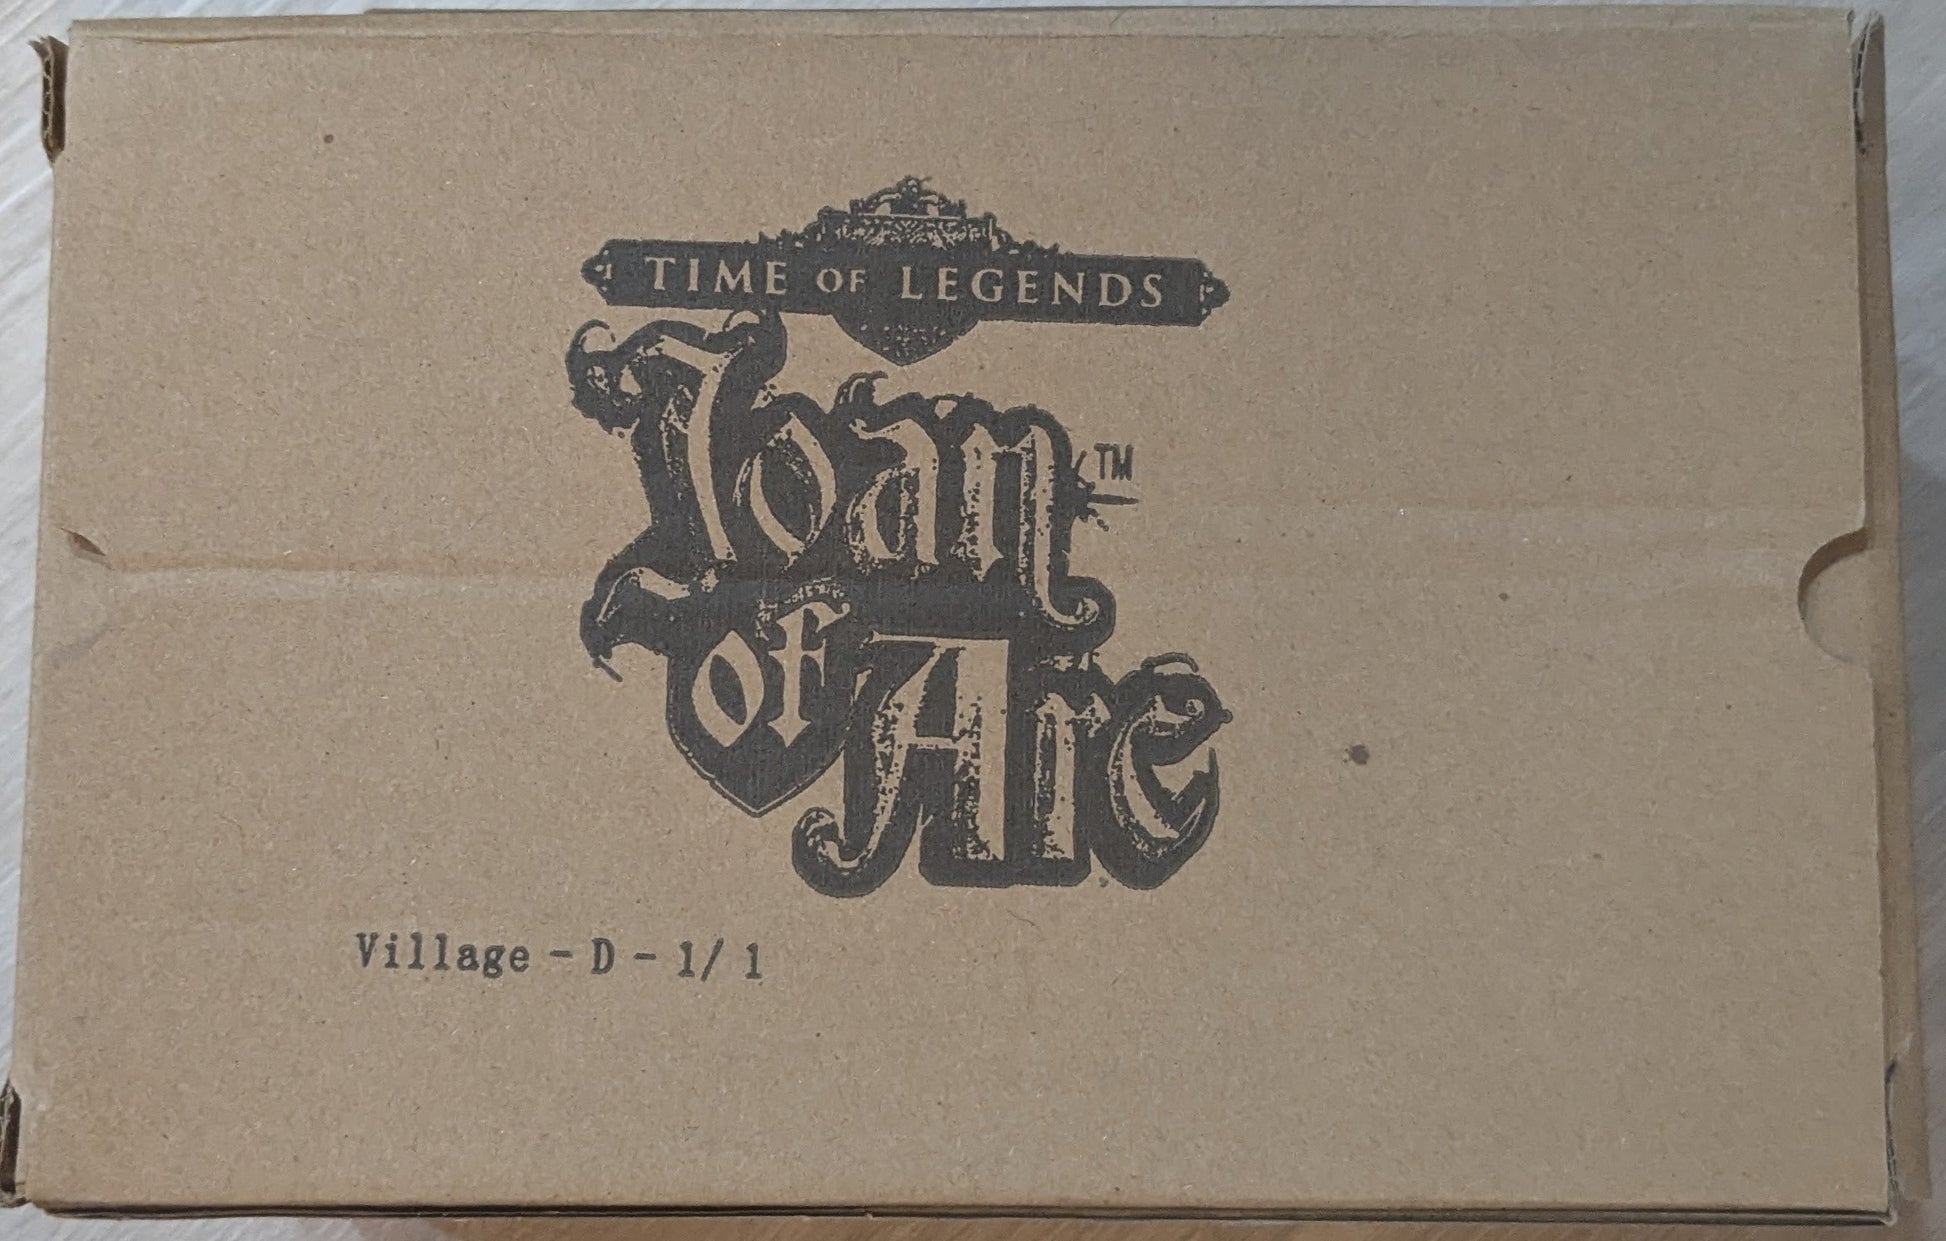 TIME OF LEGENDS
Joan
TM
of Arc
Village - D - 1/ 1